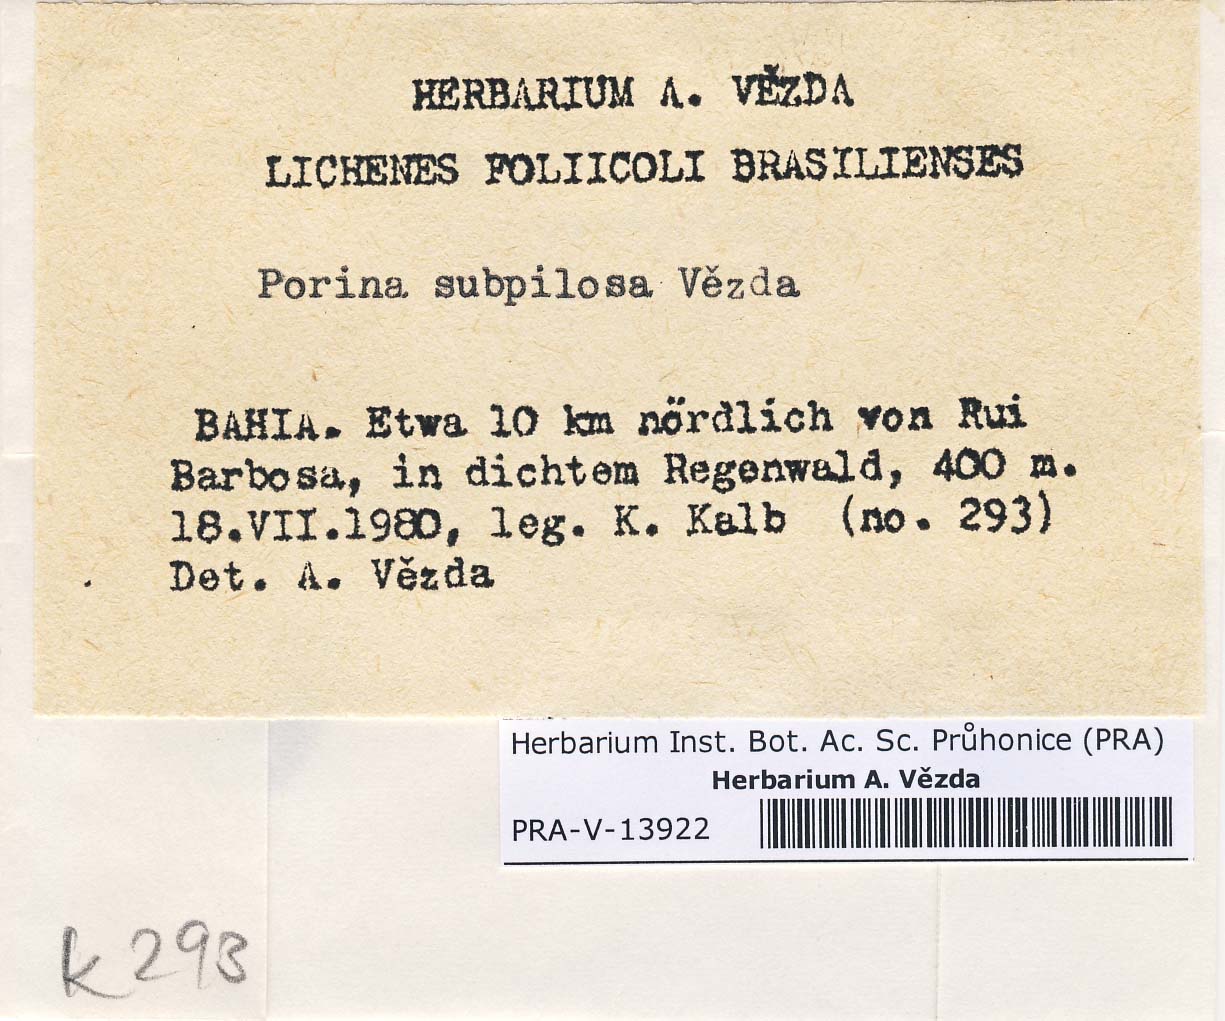 HERBARIUM A. VĚZDA
LICHENES FOLIICOLI BRASILIENSES
Porina subpilosa Vězda
BAHIA. Etwa 10 km nördlich von Rui
Barbosa, in dichtem Regenwald, 400 m.
18.VII.1980, leg. K. Kalb (no. 293)
Det. A. Vězda
Herbarium Inst. Bot. Ac. Sc. Průhonice (PRA)
Herbarium A. Vězda
PRA-V-13922
K 293